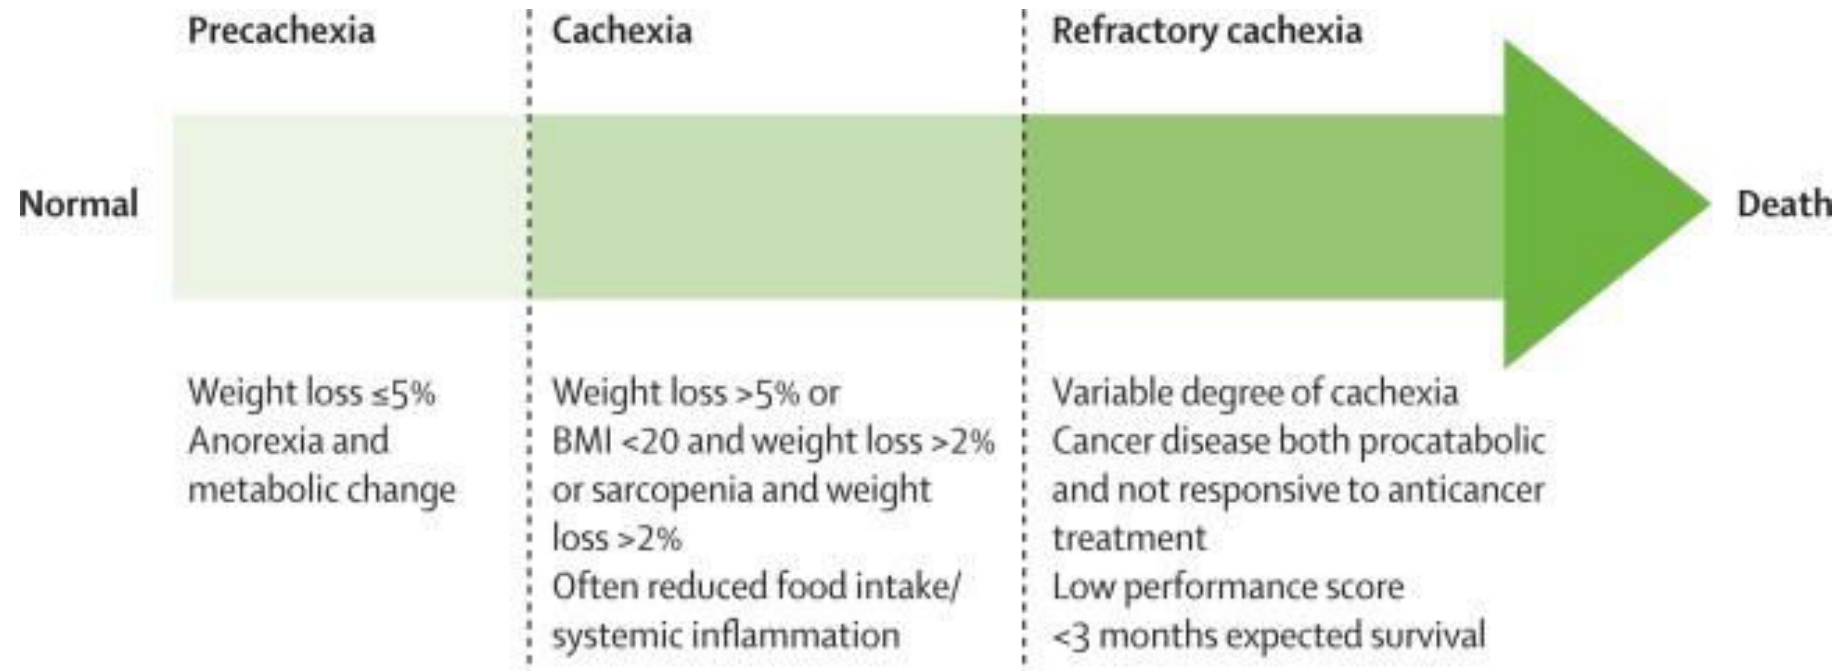 Precachexia
Cachexia
Refractory cachexia
Normal
Death
Weight loss ≤5%
Anorexia and
metabolic change
Weight loss >5% or
BMI <20 and weight loss >2%
or sarcopenia and weight
loss >2%
Often reduced food intake/
systemic inflammation
Variable degree of cachexia
Cancer disease both procatabolic
and not responsive to anticancer
treatment
Low performance score
<3 months expected survival